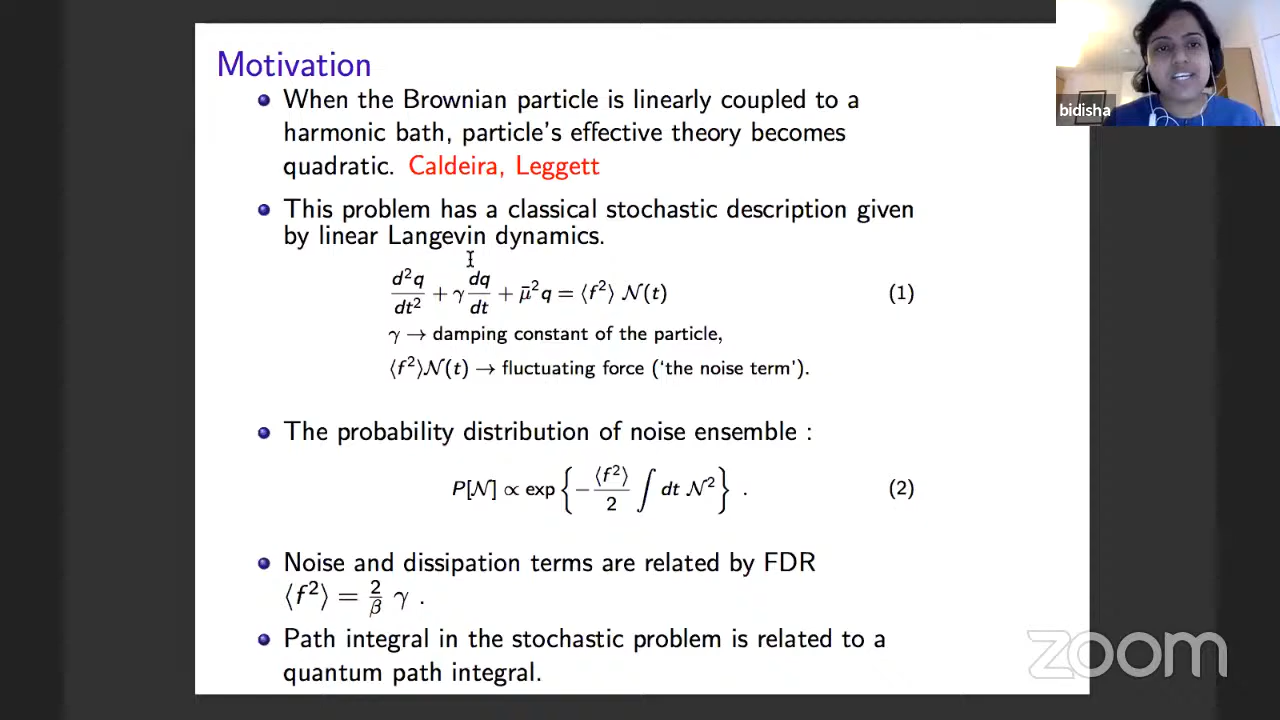 Motivation
When the Brownian particle is linearly coupled to a
harmonic bath, particle's effective theory becomes
quadratic. Caldeira, Leggett
This problem has a classical stochastic description given
by linear Langevin dynamics.
d²q/dt² + γ dq/dt + μ̄²q = ⟨f²⟩ 𝒩(t) (1)
γ → damping constant of the particle,
⟨f²⟩𝒩(t) → fluctuating force (‘the noise term’).
The probability distribution of noise ensemble :
P[𝒩] ∝ exp{ −⟨f²⟩/2 ∫ dt 𝒩² } . (2)
Noise and dissipation terms are related by FDR
⟨f²⟩ = 2/β γ .
Path integral in the stochastic problem is related to a
quantum path integral.
bidisha
zoom